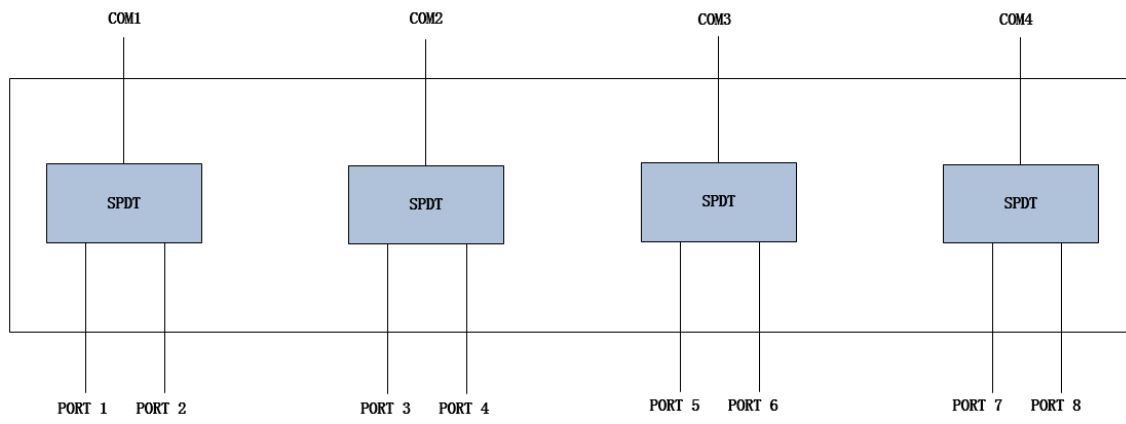 COM1 COM2 COM3 COM4
SPDT SPDT SPDT SPDT
PORT 1 PORT 2 PORT 3 PORT 4 PORT 5 PORT 6 PORT 7 PORT 8